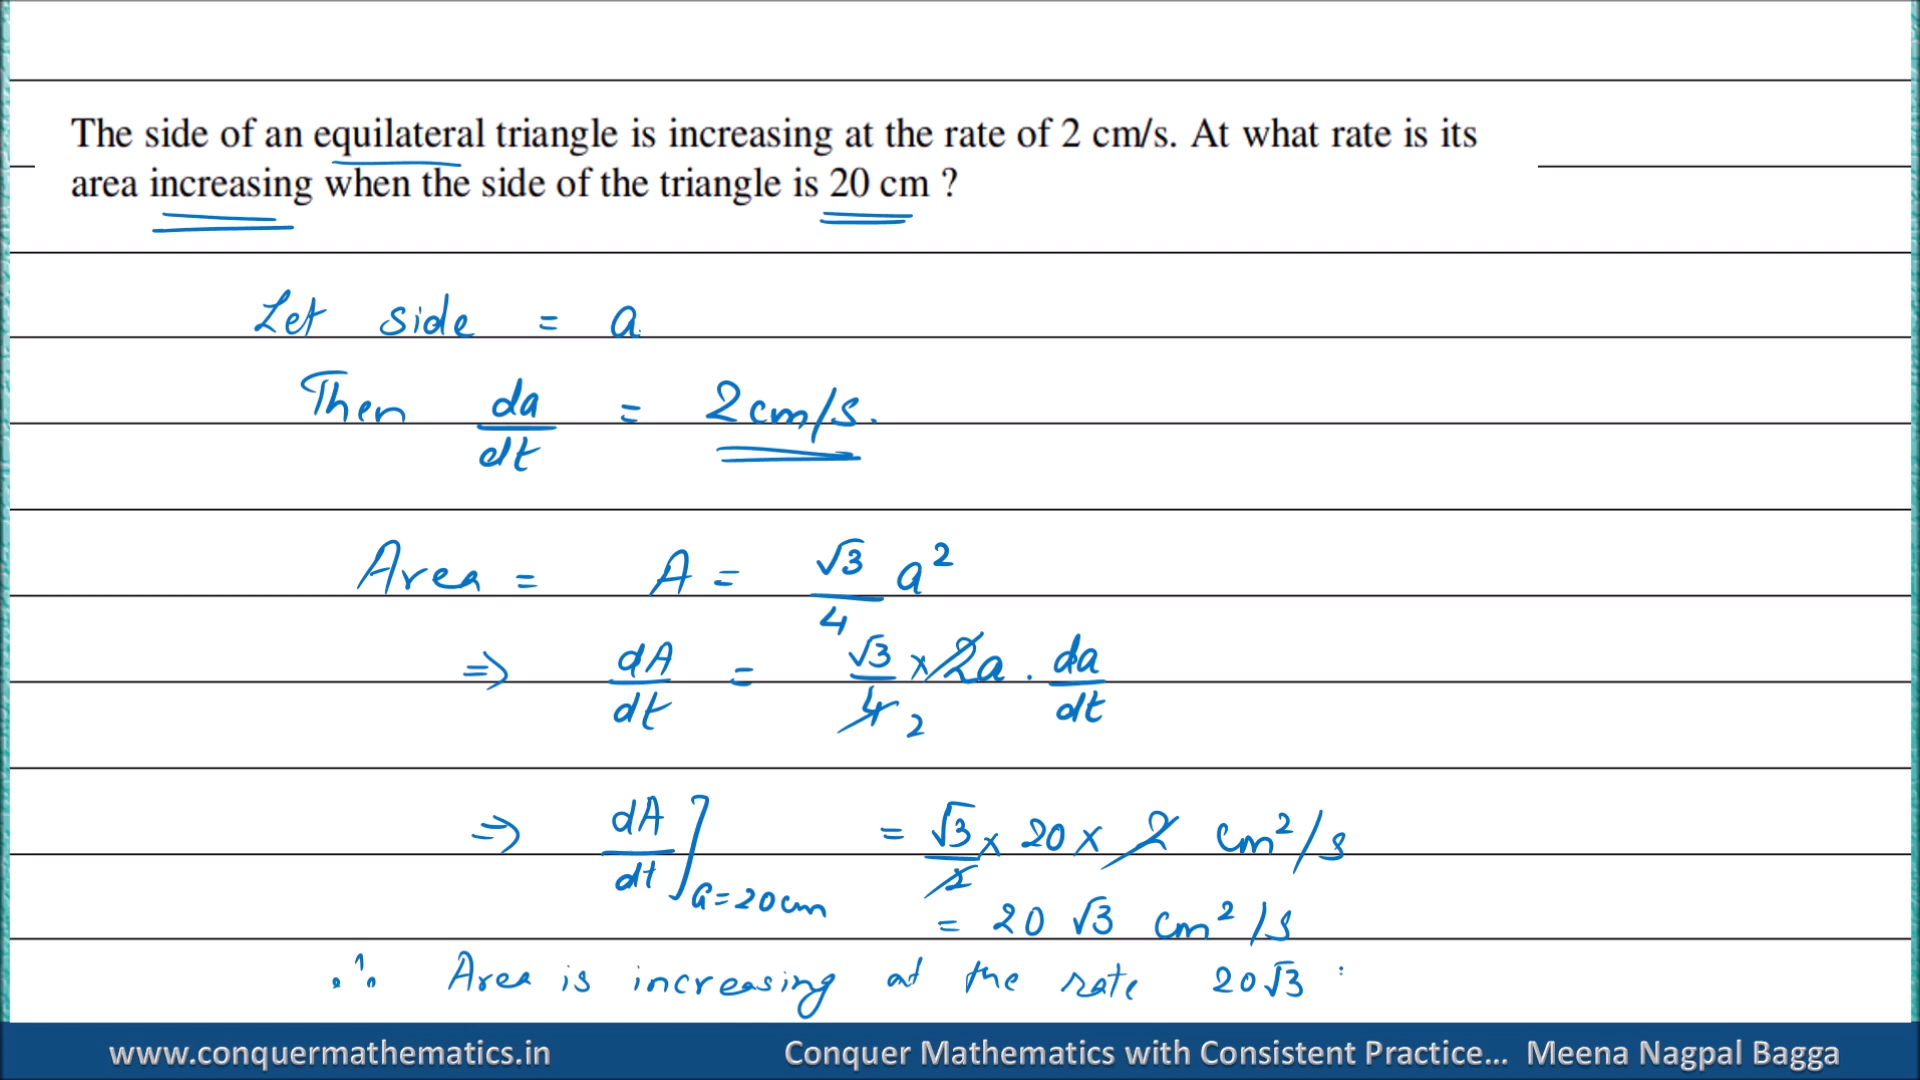 The side of an equilateral triangle is increasing at the rate of 2 cm/s. At what rate is its
area increasing when the side of the triangle is 20 cm ?
Let side = a
Then da/dt = 2 cm/s.
Area = A = √3/4 a²
⇒ dA/dt = √3/4 2 × 2a . da/dt
⇒ dA/dt]a=20cm = √3/2 × 20 × 2 cm²/s
= 20 √3 cm²/s
∴ Area is increasing at the rate 20√3
www.conquermathematics.in Conquer Mathematics with Consistent Practice... Meena Nagpal Bagga